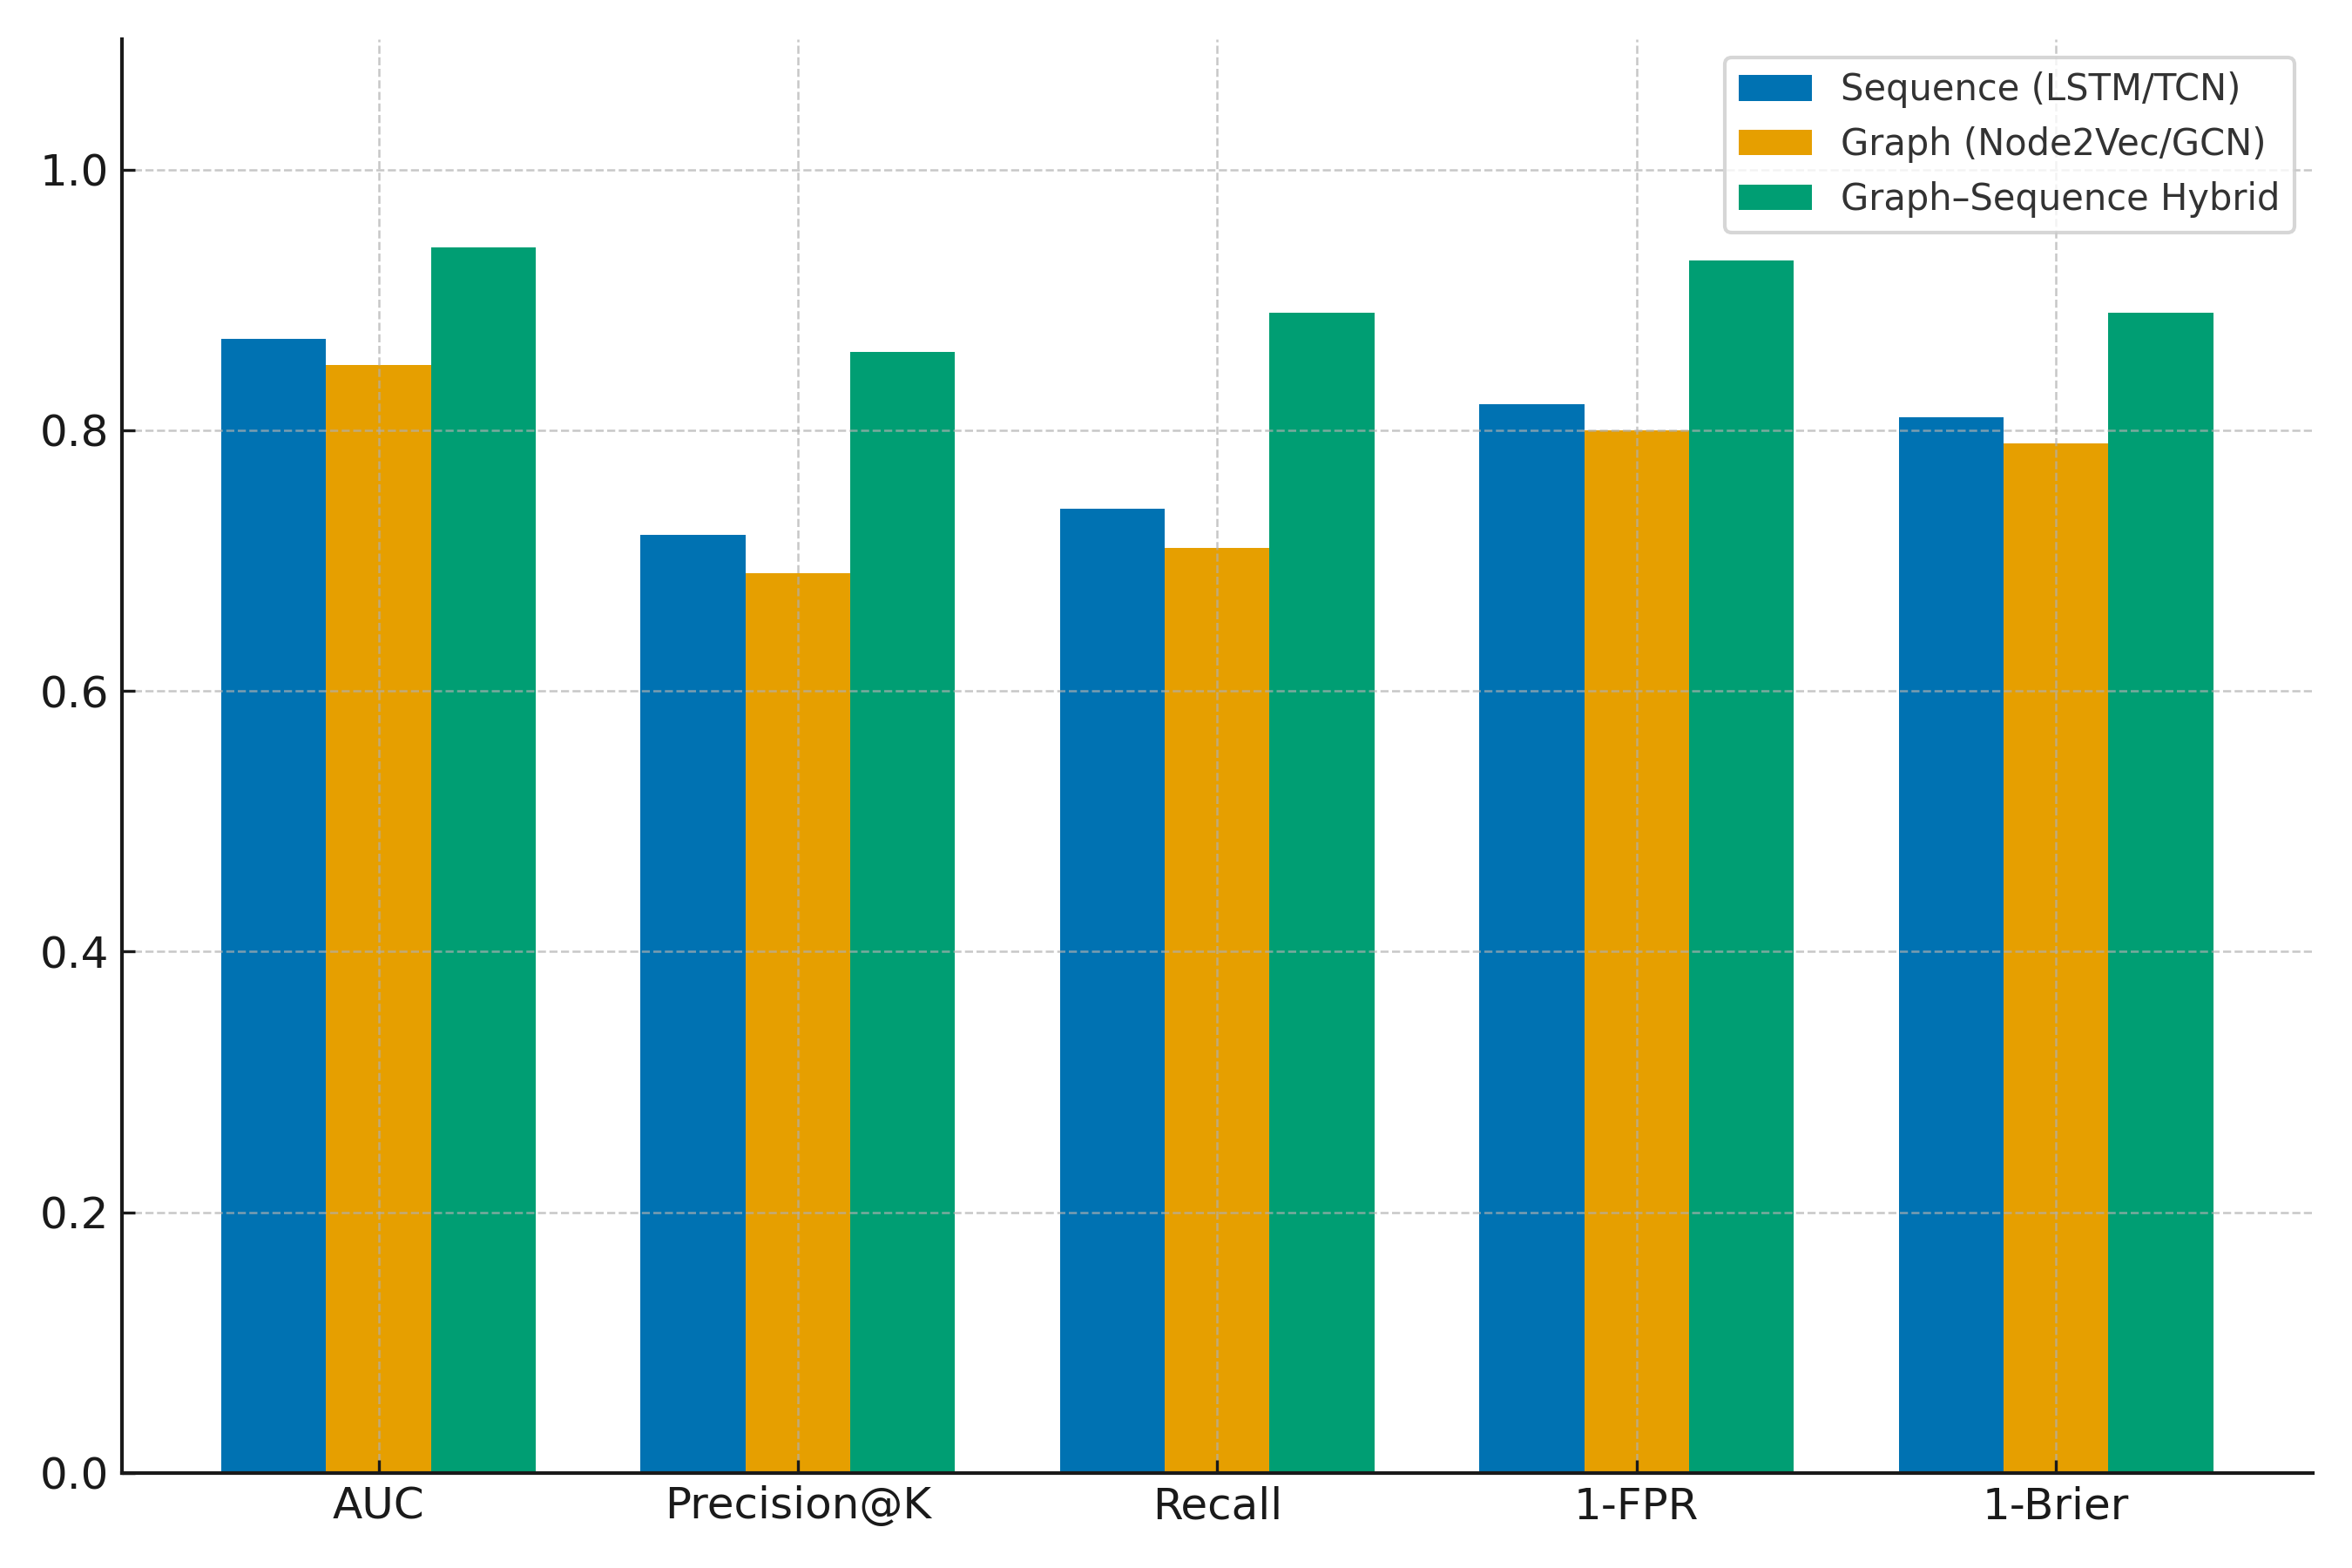 Sequence (LSTM/TCN)
Graph (Node2Vec/GCN)
Graph–Sequence Hybrid
1.0
0.8
0.6
0.4
0.2
0.0
AUC Precision@K Recall 1-FPR 1-Brier